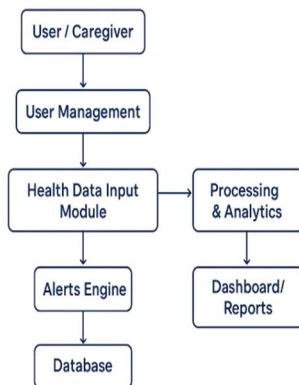 User / Caregiver
User Management
Health Data Input
Module
Processing
& Analytics
Alerts Engine
Dashboard/
Reports
Database